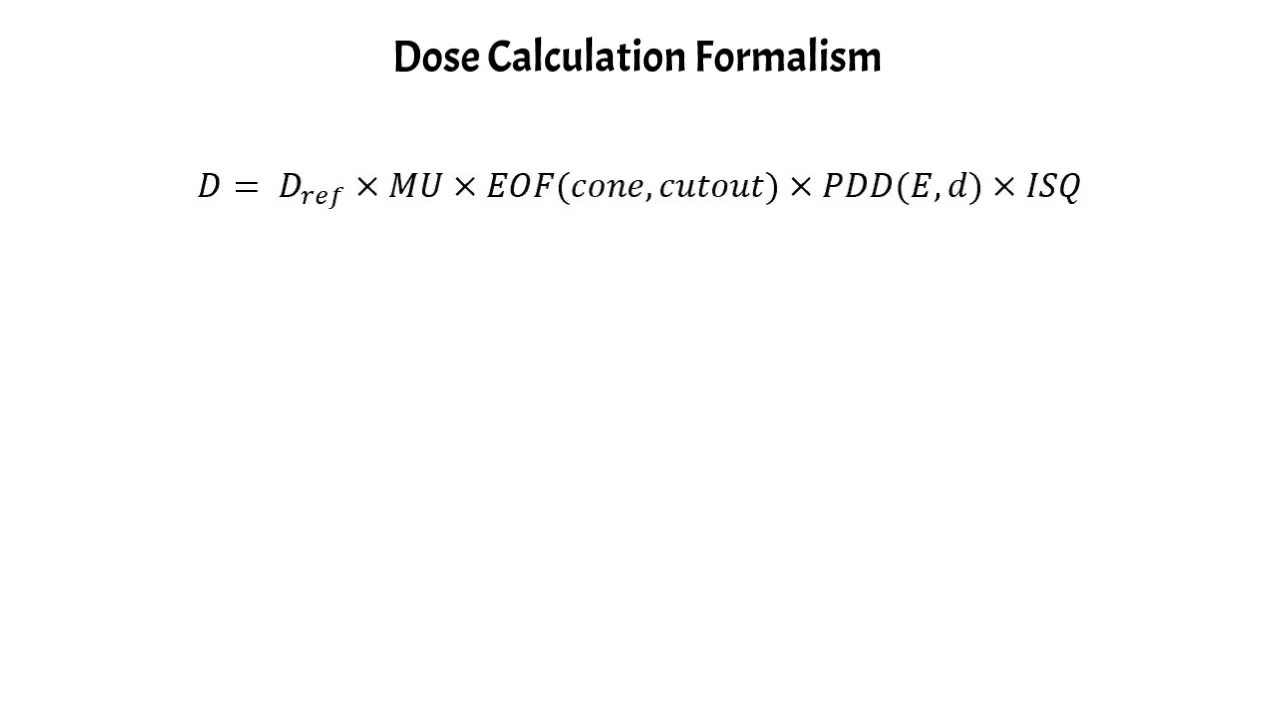 Dose Calculation Formalism
D = D_ref × MU × EOF(cone, cutout) × PDD(E, d) × ISQ